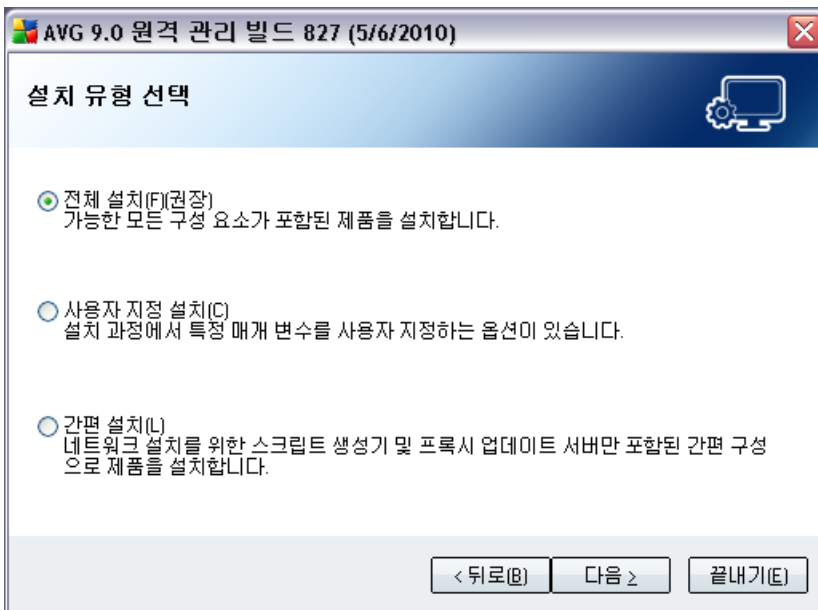 AVG 9.0 원격 관리 빌드 827 (5/6/2010)
설치 유형 선택
전체 설치(F)(권장)
가능한 모든 구성 요소가 포함된 제품을 설치합니다.
사용자 지정 설치(C)
설치 과정에서 특정 매개 변수를 사용자 지정하는 옵션이 있습니다.
간편 설치(L)
네트워크 설치를 위한 스크립트 생성기 및 프록시 업데이트 서버만 포함된 간편 구성
으로 제품을 설치합니다.
< 뒤로(B) 다음 > 끝내기(E)